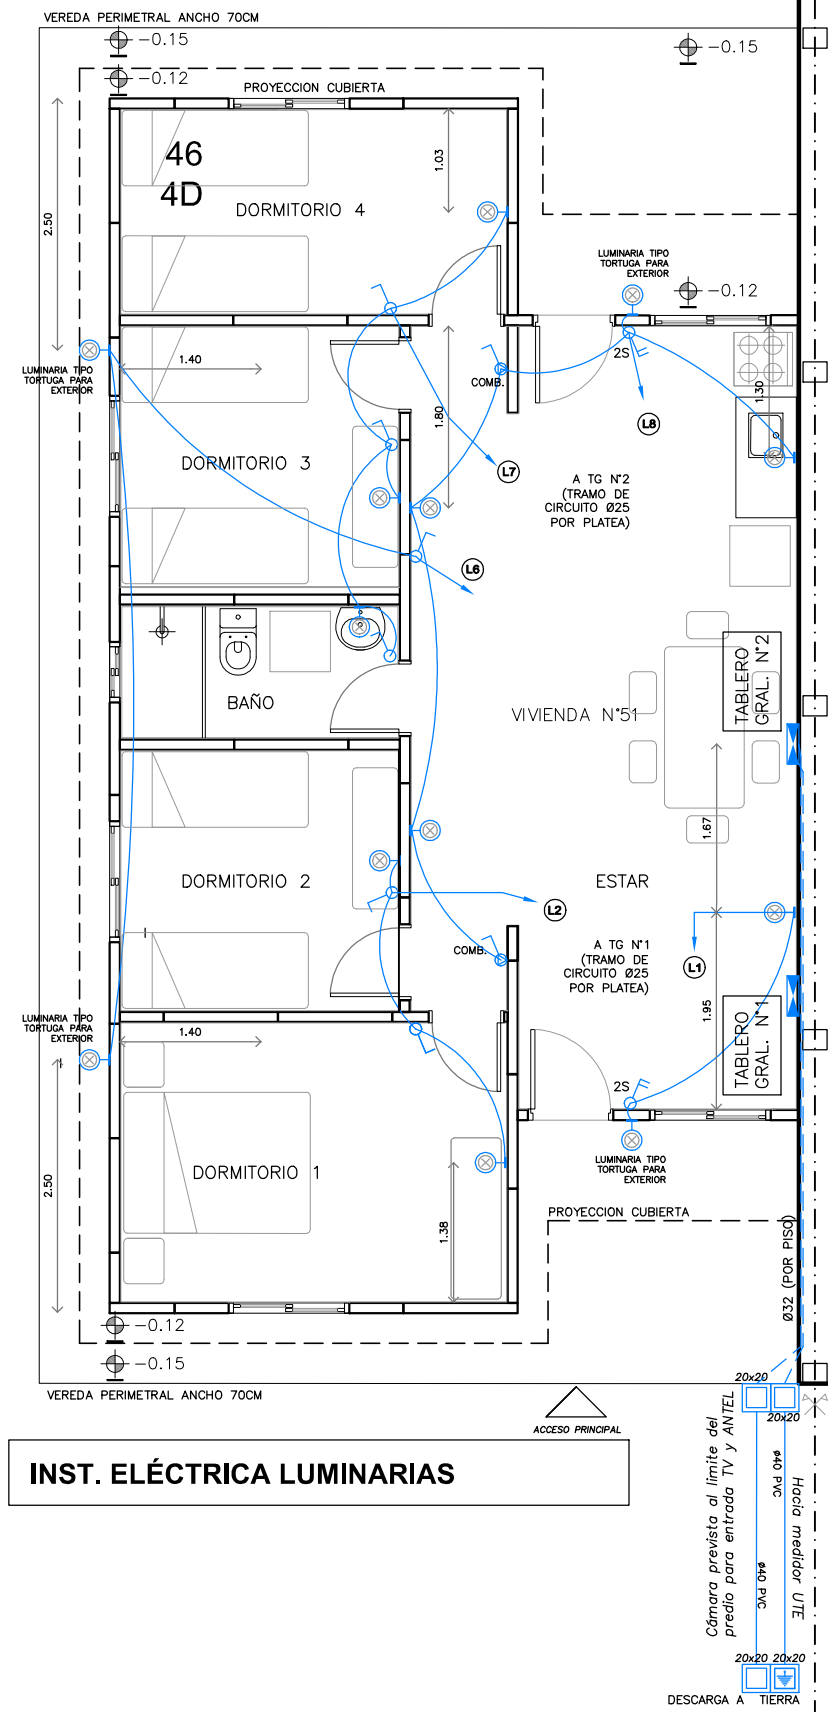 VEREDA PERIMETRAL ANCHO 70CM
-0.15
-0.15
-0.12
PROYECCION CUBIERTA
46
4D
1.03
DORMITORIO 4
2.50
LUMINARIA TIPO
TORTUGA PARA
EXTERIOR
-0.12
2S
1.40
LUMINARIA TIPO
TORTUGA PARA
EXTERIOR
COMB.
1.30
1.80
L8
DORMITORIO 3
L7
A TG N°2
(TRAMO DE
CIRCUITO Ø25
POR PLATEA)
L6
BAÑO
VIVIENDA N°51
TABLERO
GRAL. N°2
1.67
DORMITORIO 2
ESTAR
L2
COMB.
A TG N°1
(TRAMO DE
CIRCUITO Ø25
POR PLATEA)
L1
LUMINARIA TIPO
TORTUGA PARA
EXTERIOR
1.40
1.95
TABLERO
GRAL. N°1
2S
LUMINARIA TIPO
TORTUGA PARA
EXTERIOR
DORMITORIO 1
2.50
1.38
PROYECCION CUBIERTA
Ø32 (POR PISO)
-0.12
-0.15
VEREDA PERIMETRAL ANCHO 70CM
ACCESO PRINCIPAL
20x20
20x20
INST. ELÉCTRICA LUMINARIAS
Cámara prevista al limite del
predio para entrada TV y ANTEL
ø40 PVC
ø40 PVC
Hacia medidor UTE
20x20 20x20
DESCARGA A TIERRA